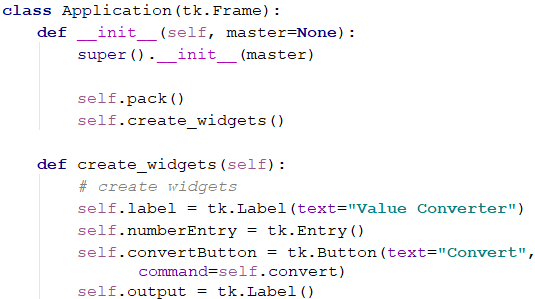 class Application(tk.Frame):
    def __init__(self, master=None):
        super().__init__(master)

        self.pack()
        self.create_widgets()

    def create_widgets(self):
        # create widgets
        self.label = tk.Label(text="Value Converter")
        self.numberEntry = tk.Entry()
        self.convertButton = tk.Button(text="Convert",
               command=self.convert)
        self.output = tk.Label()